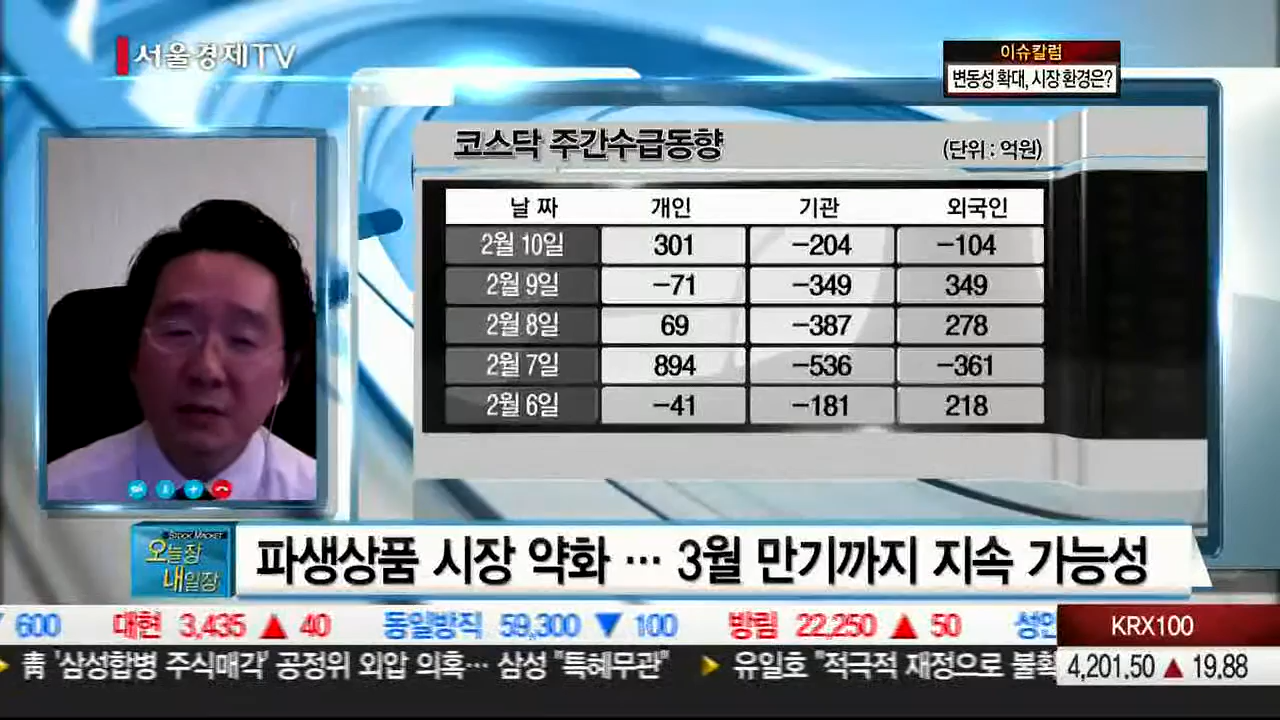 서울경제TV
이슈칼럼
변동성 확대, 시장 환경은?
코스닥 주간수급동향
(단위 : 억원)
날 짜 개인 기관 외국인
2월 10일 301 -204 -104
2월 9일 -71 -349 349
2월 8일 69 -387 278
2월 7일 894 -536 -361
2월 6일 -41 -181 218
STOCK MARKET
오늘장
내일장
파생상품 시장 약화 … 3월 만기까지 지속 가능성
▼ 600 대현 3,435 ▲ 40 동일방직 59,300 ▼ 100 방림 22,250 ▲ 50 성안
KRX100
靑 '삼성합병 주식매각' 공정위 외압 의혹… 삼성 "특혜무관" 유일호 "적극적 재정으로 불확
4,201.50 ▲ 19.88